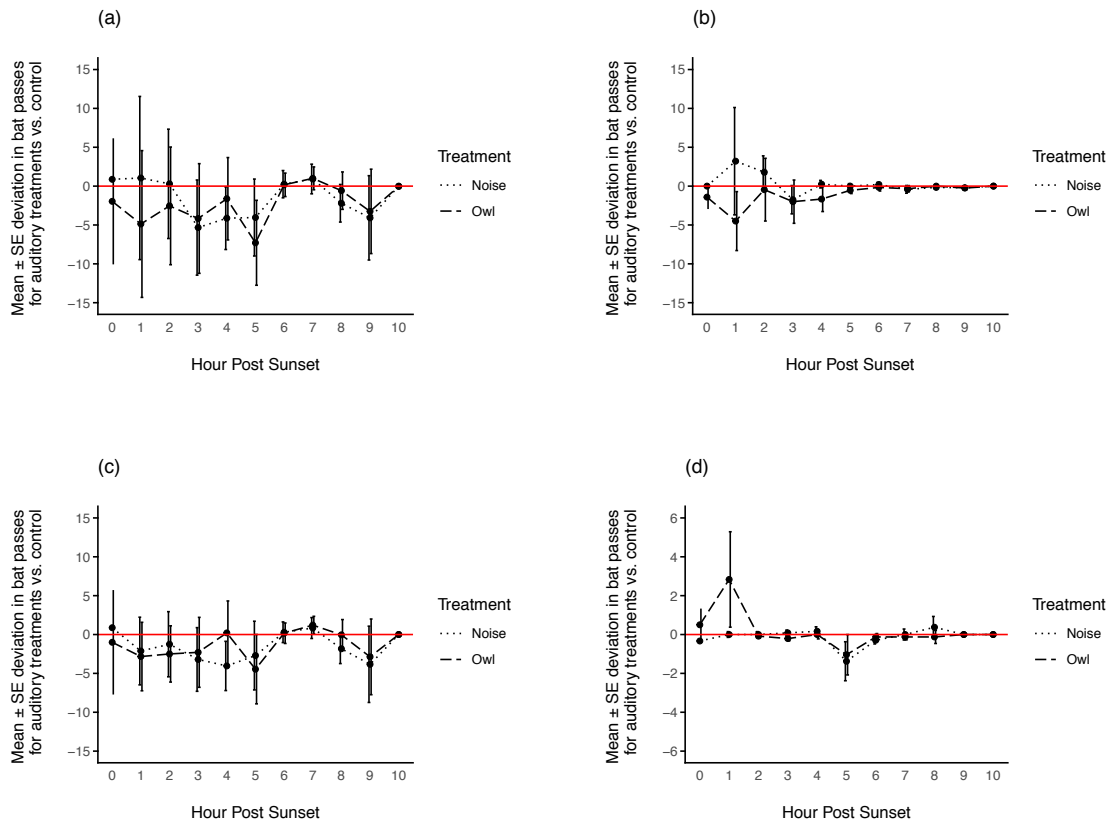 (a)
Mean ± SE deviation in bat passes
for auditory treatments vs. control
15
10
5
0
−5
−10
−15
0 1 2 3 4 5 6 7 8 9 10
Hour Post Sunset
Treatment
Noise
Owl
(b)
Mean ± SE deviation in bat passes
for auditory treatments vs. control
15
10
5
0
−5
−10
−15
0 1 2 3 4 5 6 7 8 9 10
Hour Post Sunset
Treatment
Noise
Owl
(c)
Mean ± SE deviation in bat passes
for auditory treatments vs. control
15
10
5
0
−5
−10
−15
0 1 2 3 4 5 6 7 8 9 10
Hour Post Sunset
Treatment
Noise
Owl
(d)
Mean ± SE deviation in bat passes
for auditory treatments vs. control
6
4
2
0
−2
−4
−6
0 1 2 3 4 5 6 7 8 9 10
Hour Post Sunset
Treatment
Noise
Owl